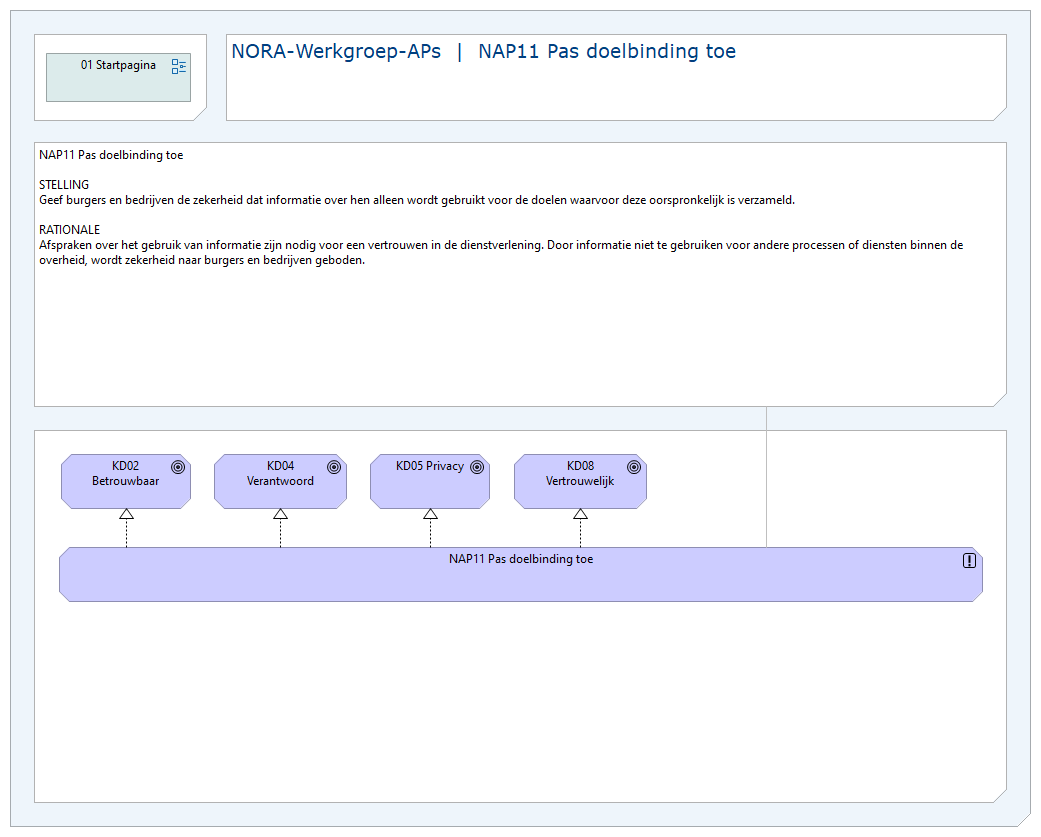 01 Startpagina
NORA-Werkgroep-APs | NAP11 Pas doelbinding toe
NAP11 Pas doelbinding toe
STELLING
Geef burgers en bedrijven de zekerheid dat informatie over hen alleen wordt gebruikt voor de doelen waarvoor deze oorspronkelijk is verzameld.
RATIONALE
Afspraken over het gebruik van informatie zijn nodig voor een vertrouwen in de dienstverlening. Door informatie niet te gebruiken voor andere processen of diensten binnen de
overheid, wordt zekerheid naar burgers en bedrijven geboden.
KD02
Betrouwbaar
KD04
Verantwoord
KD05 Privacy
KD08
Vertrouwelijk
NAP11 Pas doelbinding toe